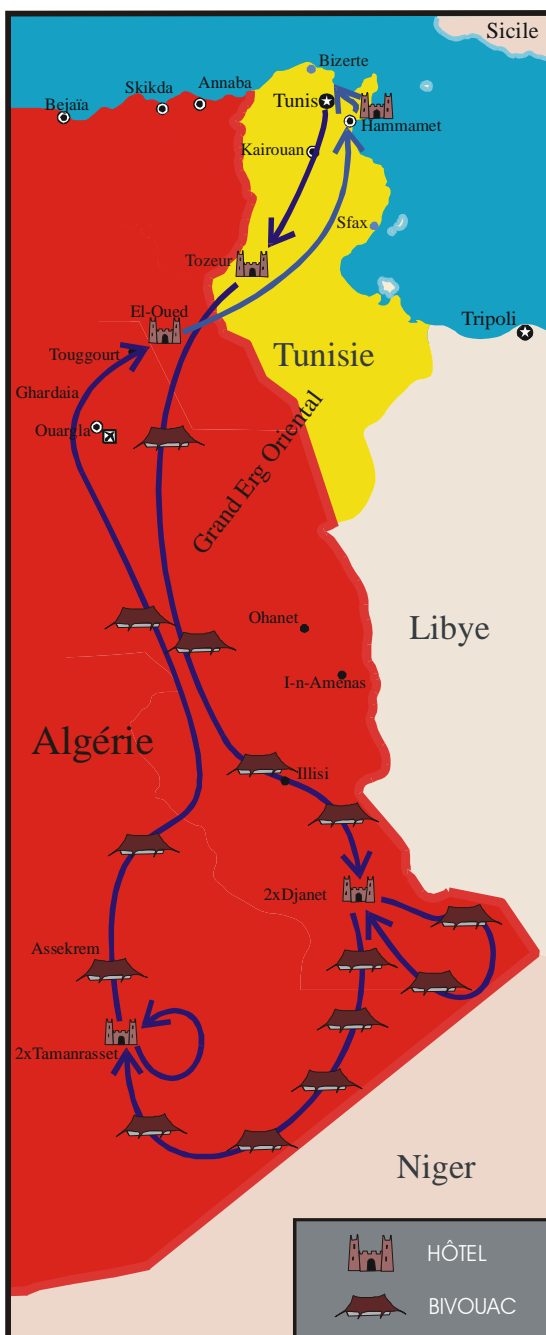 Sicile
Bizerte
Annaba
Skikda
Tunis
Bejaïa
Hammamet
Kairouan
Sfax
Tozeur
El-Oued
Tripoli
Touggourt
Tunisie
Ghardaia
Ouargla
Grand Erg Oriental
Ohanet
Libye
I-n-Amenas
Algérie
Illisi
2xDjanet
Assekrem
2xTamanrasset
Niger
HÔTEL
BIVOUAC